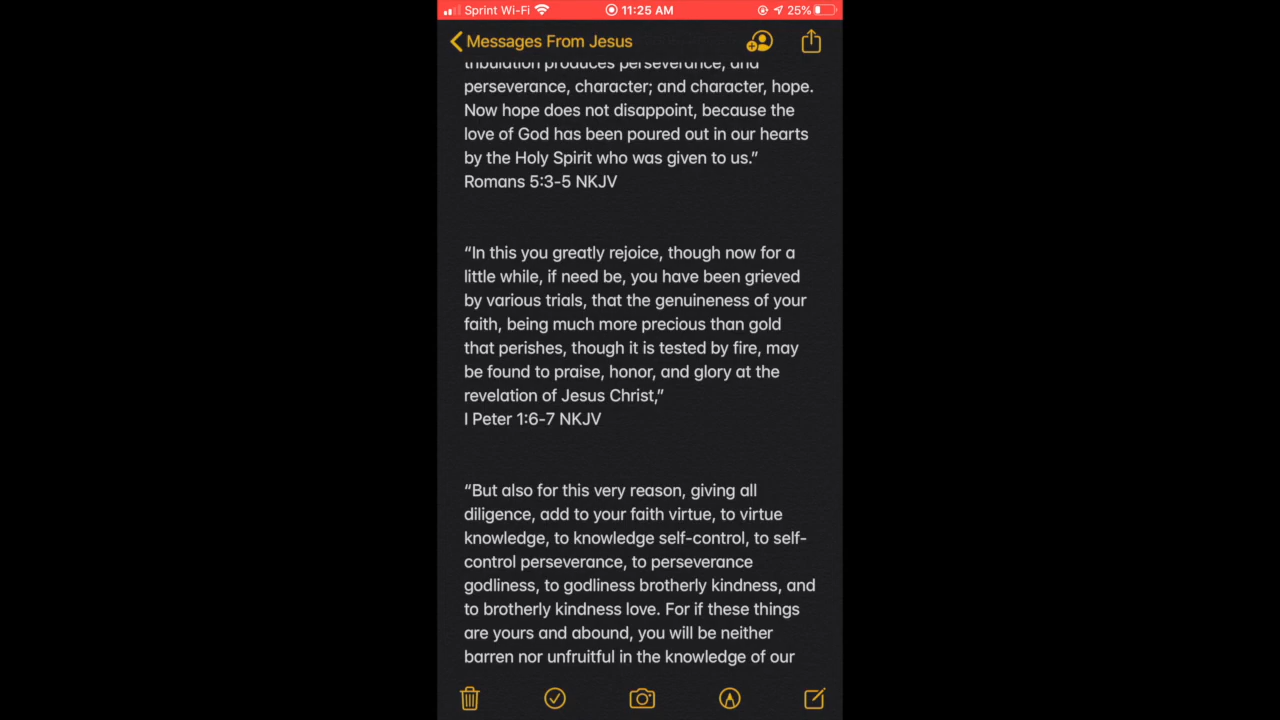 Sprint Wi-Fi 11:25 AM 25%
Messages From Jesus
tribulation produces perseverance; and
perseverance, character; and character, hope.
Now hope does not disappoint, because the
love of God has been poured out in our hearts
by the Holy Spirit who was given to us.”
Romans 5:3-5 NKJV
“In this you greatly rejoice, though now for a
little while, if need be, you have been grieved
by various trials, that the genuineness of your
faith, being much more precious than gold
that perishes, though it is tested by fire, may
be found to praise, honor, and glory at the
revelation of Jesus Christ,”
I Peter 1:6-7 NKJV
“But also for this very reason, giving all
diligence, add to your faith virtue, to virtue
knowledge, to knowledge self-control, to self-
control perseverance, to perseverance
godliness, to godliness brotherly kindness, and
to brotherly kindness love. For if these things
are yours and abound, you will be neither
barren nor unfruitful in the knowledge of our